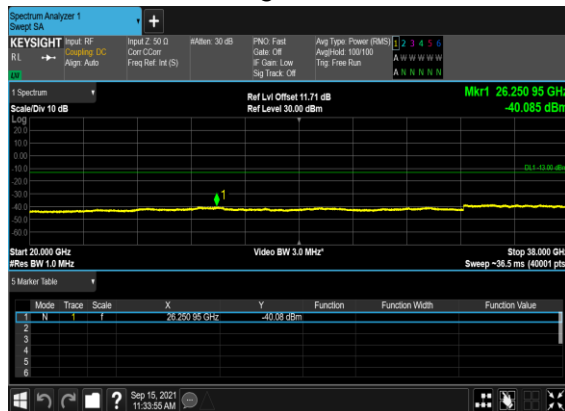 Spectrum Analyzer 1
Swept SA
+
KEYSIGHT Input: RF Input Z: 50 Ω #Atten: 30 dB PNO: Fast Avg Type: Power (RMS) 1 2 3 4 5 6
RL Coupling: DC Corr CCorr Gate: Off Avg|Hold: 100/100 A W W W W W
Align: Auto Freq Ref: Int (S) IF Gain: Low Trig: Free Run
Sig Track: Off A N N N N N
1 Spectrum Ref Lvl Offset 11.71 dB Mkr1 26.250 95 GHz
Scale/Div 10 dB Ref Level 30.00 dBm -40.085 dBm
Log
20.0
10.0
0.00
-10.0 DL1 -13.00 dBm
-20.0
-30.0 1
-40.0
-50.0
-60.0
Start 20.000 GHz Video BW 3.0 MHz* Stop 38.000 GHz
#Res BW 1.0 MHz Sweep ~36.5 ms (40001 pts)
5 Marker Table
Mode Trace Scale X Y Function Function Width Function Value
1 N 1 f 26.250 95 GHz -40.08 dBm
2
3
4
5
6
? Sep 15, 2021
11:33:55 AM